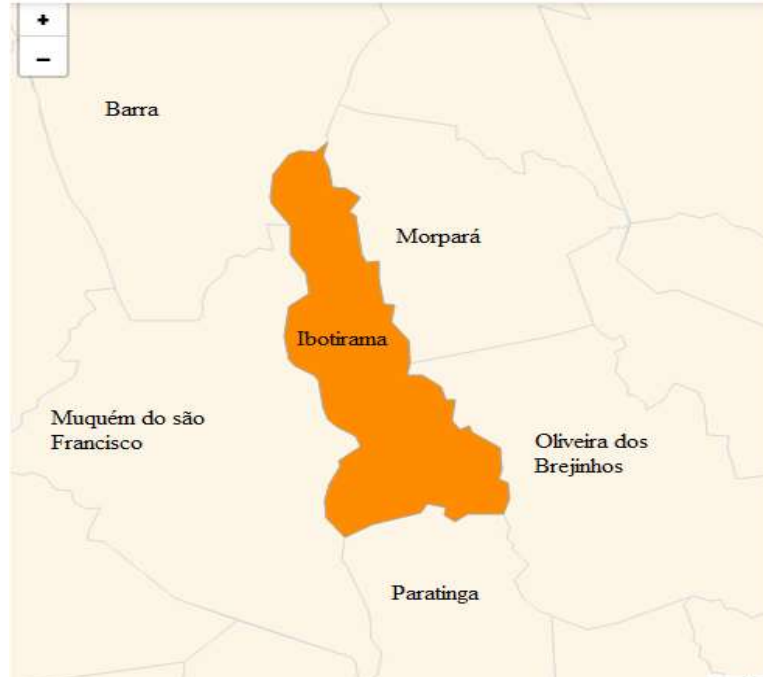 +
−
Barra
Morpará
Ibotirama
Muquém do são
Francisco
Oliveira dos
Brejinhos
Paratinga